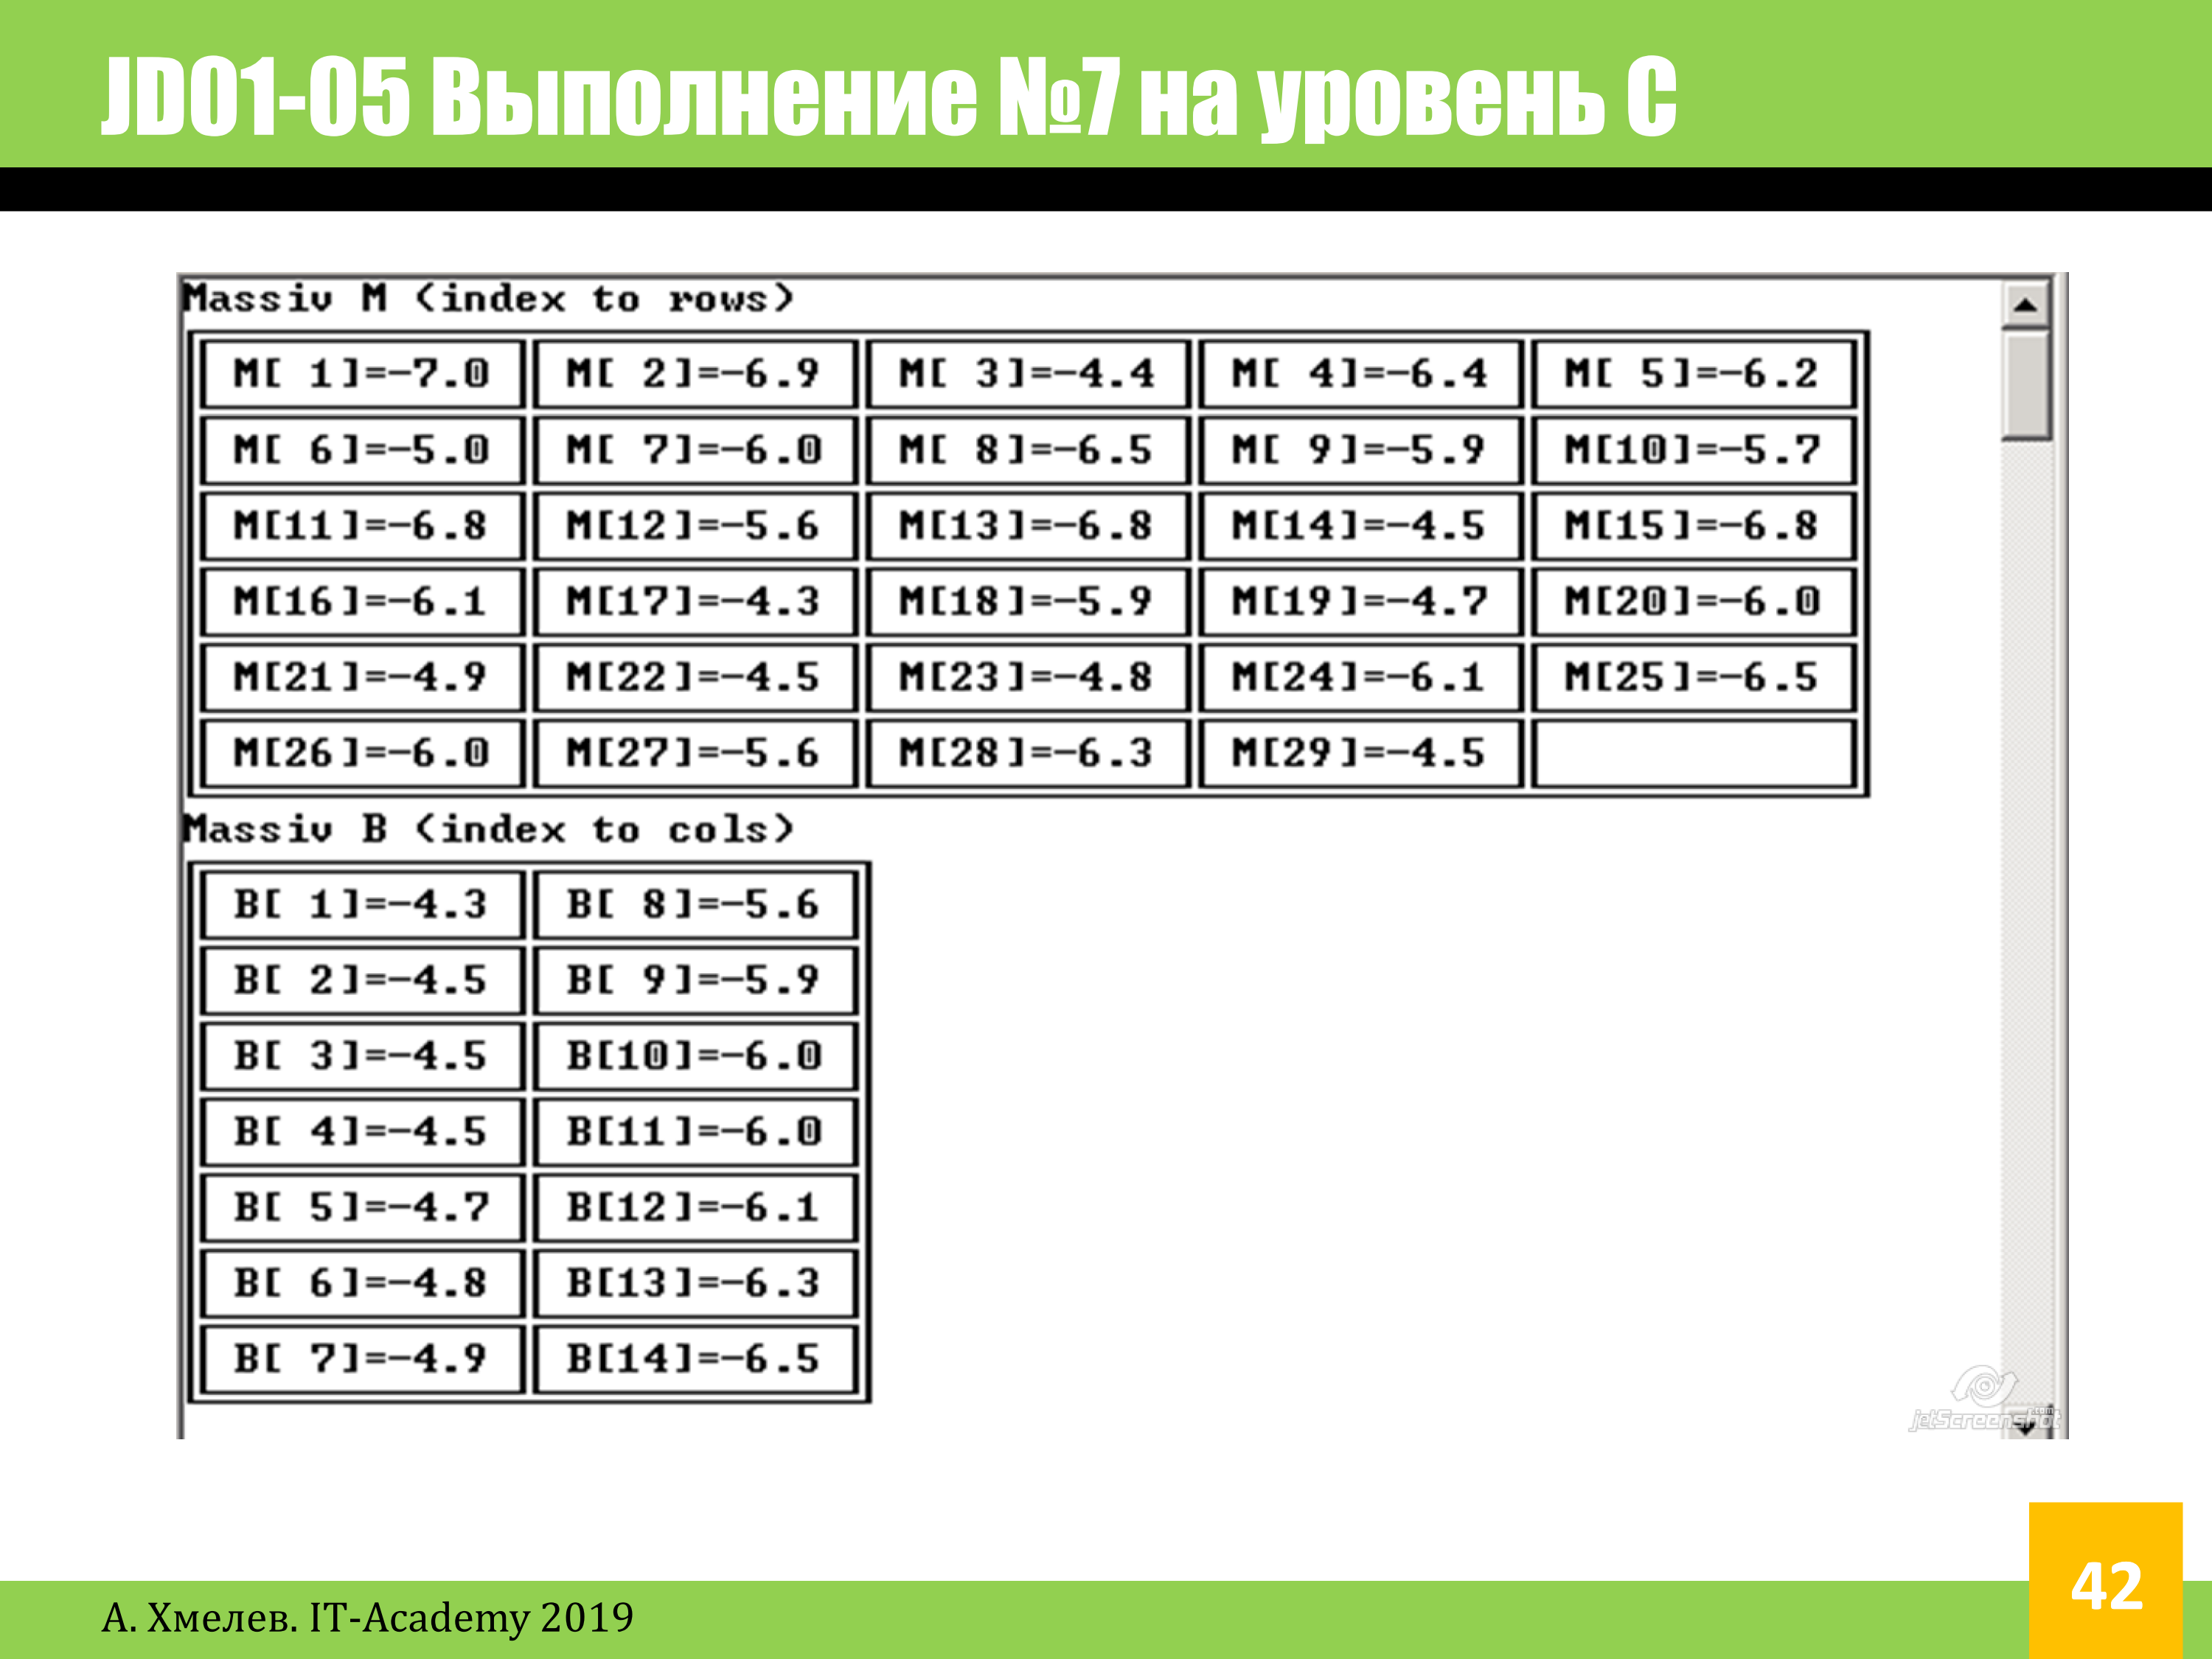 JD01-05 Выполнение №7 на уровень С
Massiv M (index to rows)
M[ 1]=-7.0 M[ 2]=-6.9 M[ 3]=-4.4 M[ 4]=-6.4 M[ 5]=-6.2
M[ 6]=-5.0 M[ 7]=-6.0 M[ 8]=-6.5 M[ 9]=-5.9 M[10]=-5.7
M[11]=-6.8 M[12]=-5.6 M[13]=-6.8 M[14]=-4.5 M[15]=-6.8
M[16]=-6.1 M[17]=-4.3 M[18]=-5.9 M[19]=-4.7 M[20]=-6.0
M[21]=-4.9 M[22]=-4.5 M[23]=-4.8 M[24]=-6.1 M[25]=-6.5
M[26]=-6.0 M[27]=-5.6 M[28]=-6.3 M[29]=-4.5
Massiv B (index to cols)
B[ 1]=-4.3 B[ 8]=-5.6
B[ 2]=-4.5 B[ 9]=-5.9
B[ 3]=-4.5 B[10]=-6.0
B[ 4]=-4.5 B[11]=-6.0
B[ 5]=-4.7 B[12]=-6.1
B[ 6]=-4.8 B[13]=-6.3
B[ 7]=-4.9 B[14]=-6.5
jetScreenshot.com
42
А. Хмелев. IT-Academy 2019